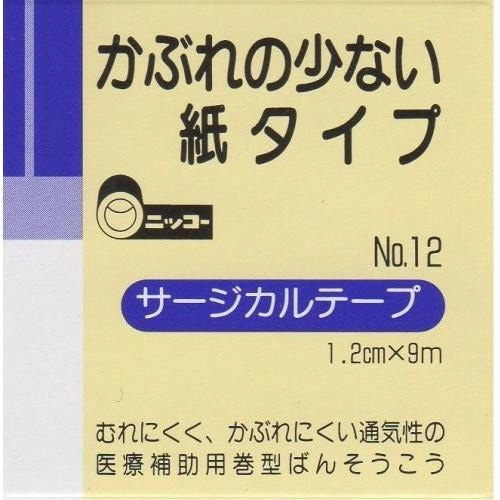 かぶれの少ない
紙タイプ
ニッコー
No.12
サージカルテープ
1.2cm×9m
むれにくく、かぶれにくい通気性の
医療補助用巻型ばんそうこう